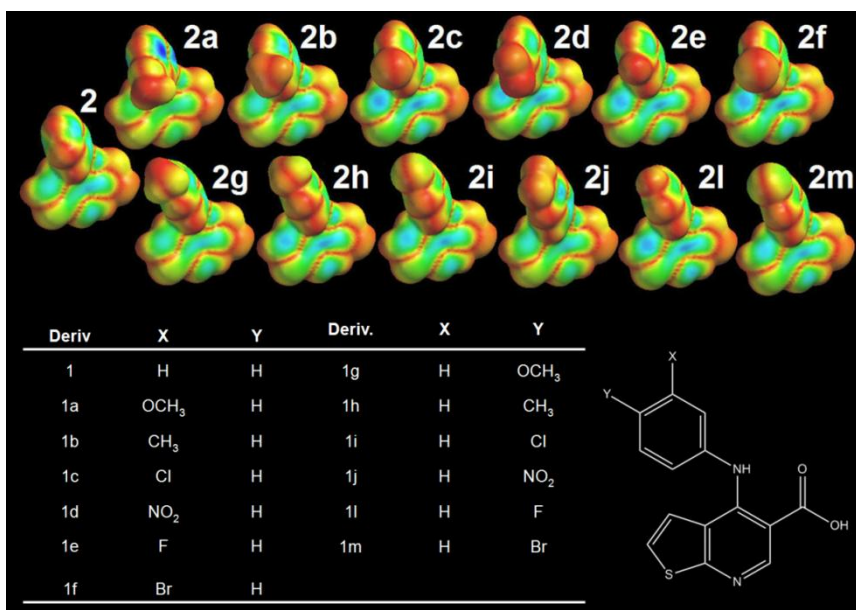 2a 2b 2c 2d 2e 2f
2
2g 2h 2i 2j 2l 2m
Deriv X Y Deriv. X Y
1 H H 1g H OCH₃
1a OCH₃ H 1h H CH₃
1b CH₃ H 1i H Cl
1c Cl H 1j H NO₂
1d NO₂ H 1l H F
1e F H 1m H Br
1f Br H
X
Y
NH
O
OH
S
N